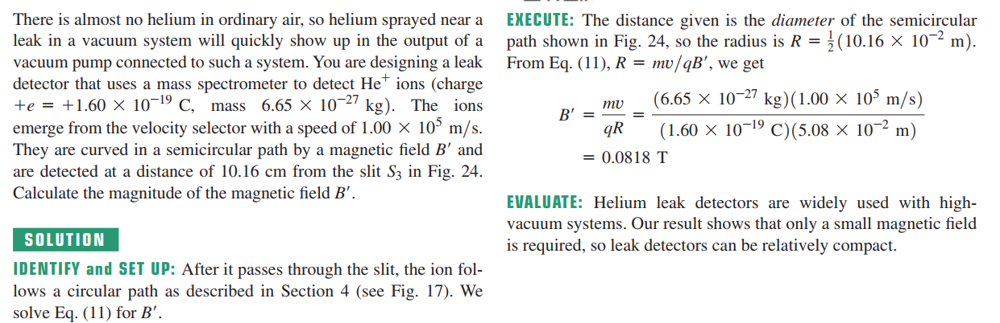 There is almost no helium in ordinary air, so helium sprayed near a
leak in a vacuum system will quickly show up in the output of a
vacuum pump connected to such a system. You are designing a leak
detector that uses a mass spectrometer to detect He⁺ ions (charge
+e = +1.60 × 10⁻¹⁹ C, mass 6.65 × 10⁻²⁷ kg). The ions
emerge from the velocity selector with a speed of 1.00 × 10⁵ m/s.
They are curved in a semicircular path by a magnetic field B′ and
are detected at a distance of 10.16 cm from the slit S₃ in Fig. 24.
Calculate the magnitude of the magnetic field B′.
SOLUTION
IDENTIFY and SET UP: After it passes through the slit, the ion fol-
lows a circular path as described in Section 4 (see Fig. 17). We
solve Eq. (11) for B′.
EXECUTE: The distance given is the diameter of the semicircular
path shown in Fig. 24, so the radius is R = ½(10.16 × 10⁻² m).
From Eq. (11), R = mv/qB′, we get
B′ = mv/qR = (6.65 × 10⁻²⁷ kg)(1.00 × 10⁵ m/s)/(1.60 × 10⁻¹⁹ C)(5.08 × 10⁻² m)
= 0.0818 T
EVALUATE: Helium leak detectors are widely used with high-
vacuum systems. Our result shows that only a small magnetic field
is required, so leak detectors can be relatively compact.